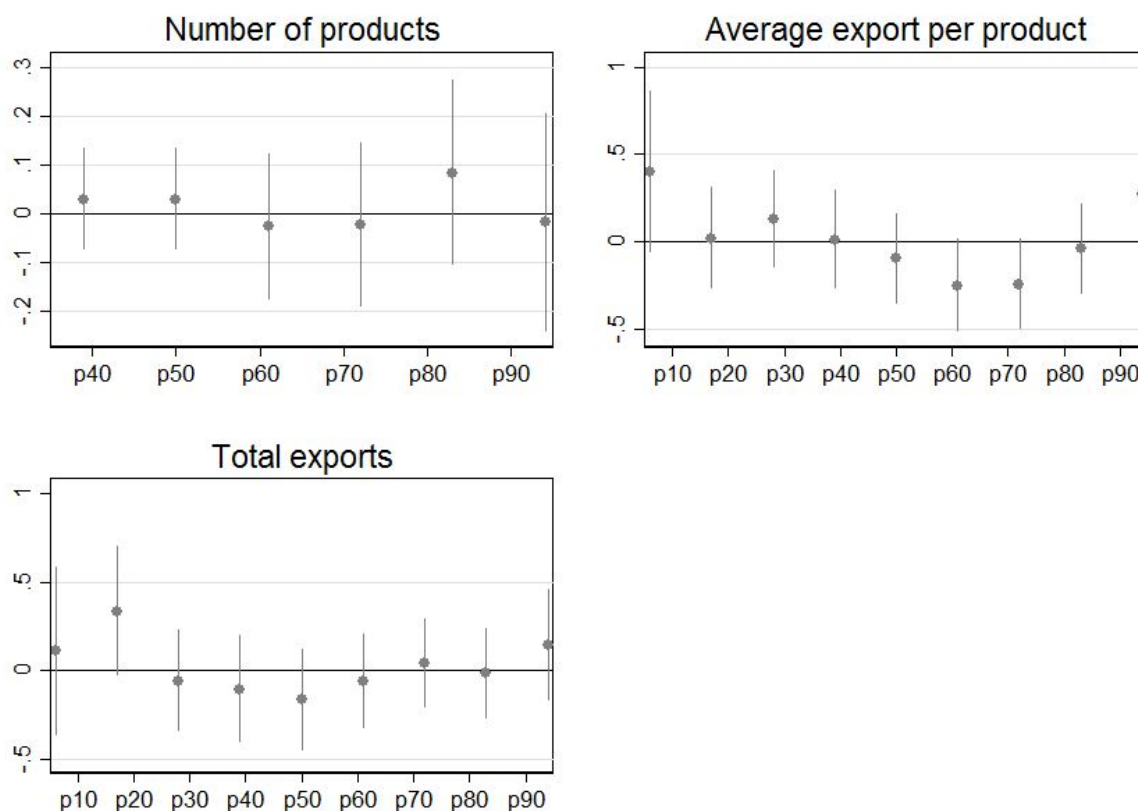 Number of products
.3
.2
.1
0
-.1
-.2
p40 p50 p60 p70 p80 p90
Average export per product
1
.5
0
-.5
p10 p20 p30 p40 p50 p60 p70 p80 p90
Total exports
1
.5
0
-.5
p10 p20 p30 p40 p50 p60 p70 p80 p90